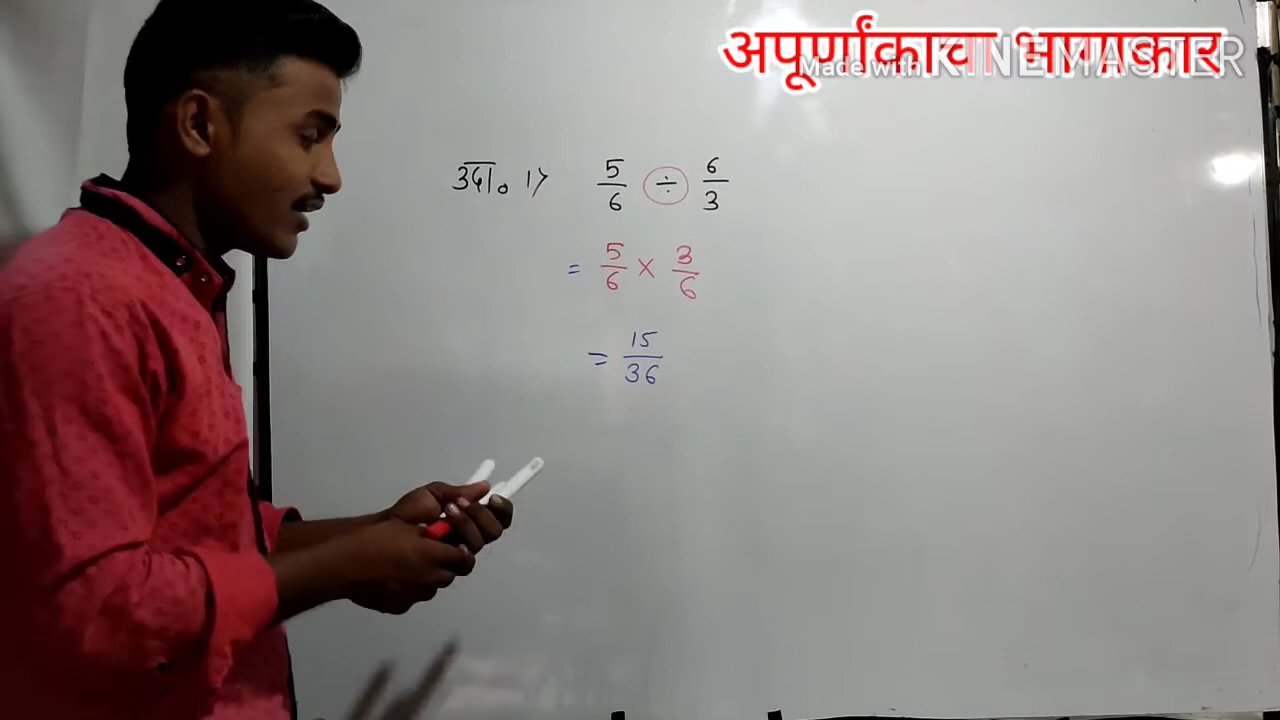 अपूर्णांकाचा भागाकार
Made with KINEMASTER
उदा. 1) 5/6 ÷ 6/3
= 5/6 × 3/6
= 15/36